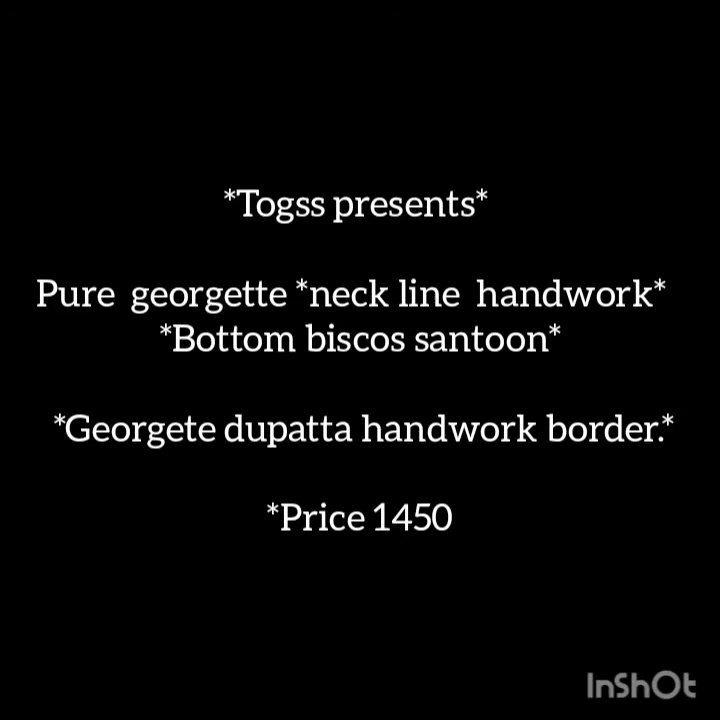 *Togss presents*
Pure georgette *neck line handwork*
*Bottom biscos santoon*
*Georgete dupatta handwork border.*
*Price 1450
InShOt